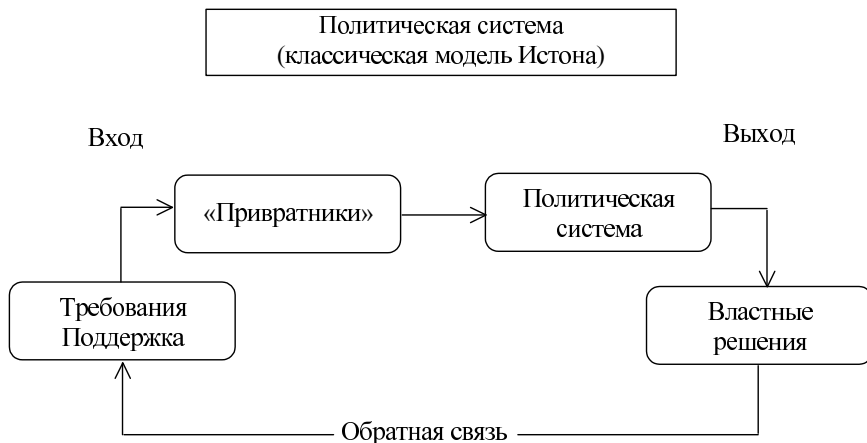 Политическая система
(классическая модель Истона)
Вход
Выход
«Привратники»
Политическая
система
Требования
Поддержка
Властные
решения
Обратная связь